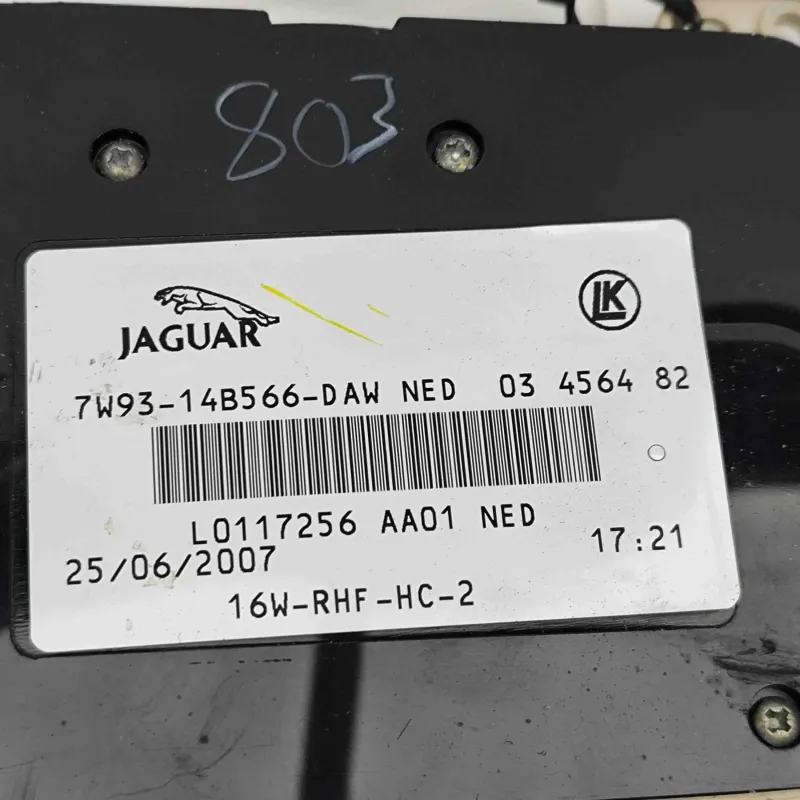 803
JAGUAR
LK
7W93-14B566-DAW NED 03 4564 82
L0117256 AA01 NED
25/06/2007 17:21
16W-RHF-HC-2